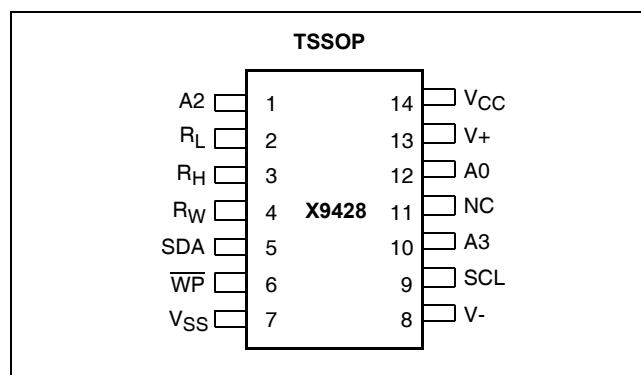 TSSOP
A2 1 14 VCC
RL 2 13 V+
RH 3 12 A0
RW 4 X9428 11 NC
SDA 5 10 A3
WP 6 9 SCL
VSS 7 8 V-